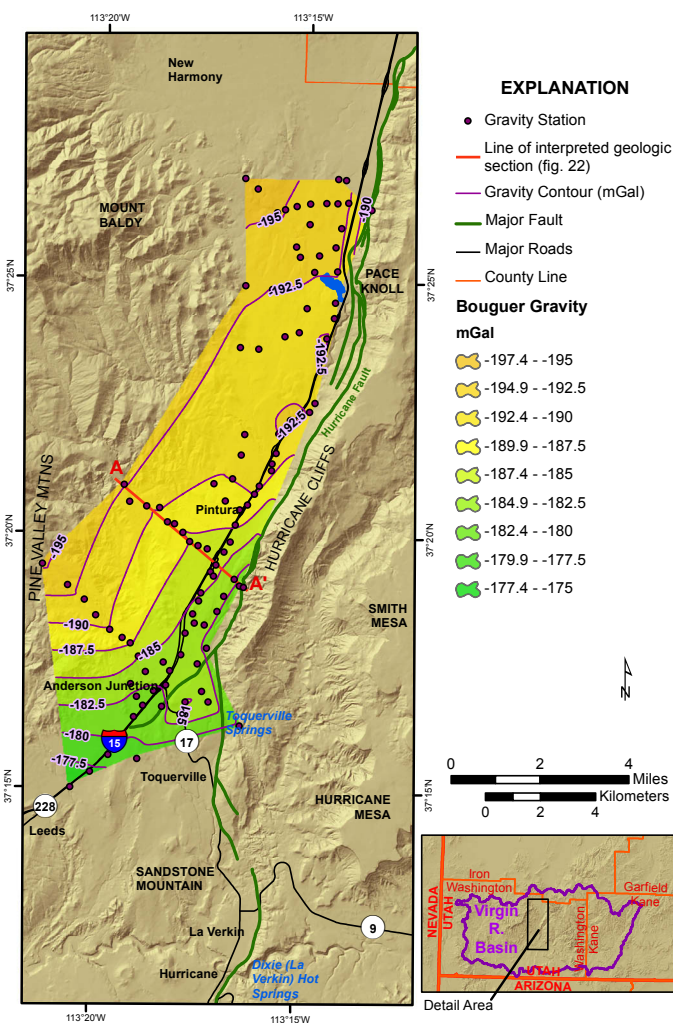 113°20'W
113°15'W
New
Harmony
MOUNT
BALDY
-195
-190
37°25'N
37°25'N
PACE
KNOLL
-192.5
-192.5
-192.5
Hurricane Fault
HURRICANE CLIFFS
A
Pintura
PINE VALLEY MTNS
37°20'N
37°20'N
-195
A'
SMITH
MESA
-190
-187.5
-185
Anderson Junction
-182.5
-185
Toquerville
Springs
-180
15
17
-177.5
Toquerville
37°15'N
37°15'N
228
Leeds
HURRICANE
MESA
SANDSTONE
MOUNTAIN
La Verkin
9
Hurricane
Dixie (La
Verkin) Hot
Springs
113°20'W
113°15'W
EXPLANATION
Gravity Station
Line of interpreted geologic
section (fig. 22)
Gravity Contour (mGal)
Major Fault
Major Roads
County Line
Bouguer Gravity
mGal
-197.4 - -195
-194.9 - -192.5
-192.4 - -190
-189.9 - -187.5
-187.4 - -185
-184.9 - -182.5
-182.4 - -180
-179.9 - -177.5
-177.4 - -175
N
0 2 4
Miles
Kilometers
0 2 4
Iron
Washington
Garfield
Kane
NEVADA
UTAH
Virgin
R.
Basin
Washington
Kane
UTAH
ARIZONA
Detail Area